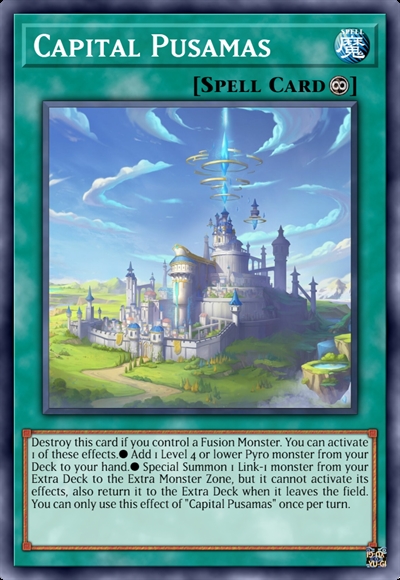 Capital Pusamas
SPELL
魔
[Spell Card]
Destroy this card if you control a Fusion Monster. You can activate
1 of these effects.● Add 1 Level 4 or lower Pyro monster from your
Deck to your hand.● Special Summon 1 Link-1 monster from your
Extra Deck to the Extra Monster Zone, but it cannot activate its
effects, also return it to the Extra Deck when it leaves the field.
You can only use this effect of "Capital Pusamas" once per turn.